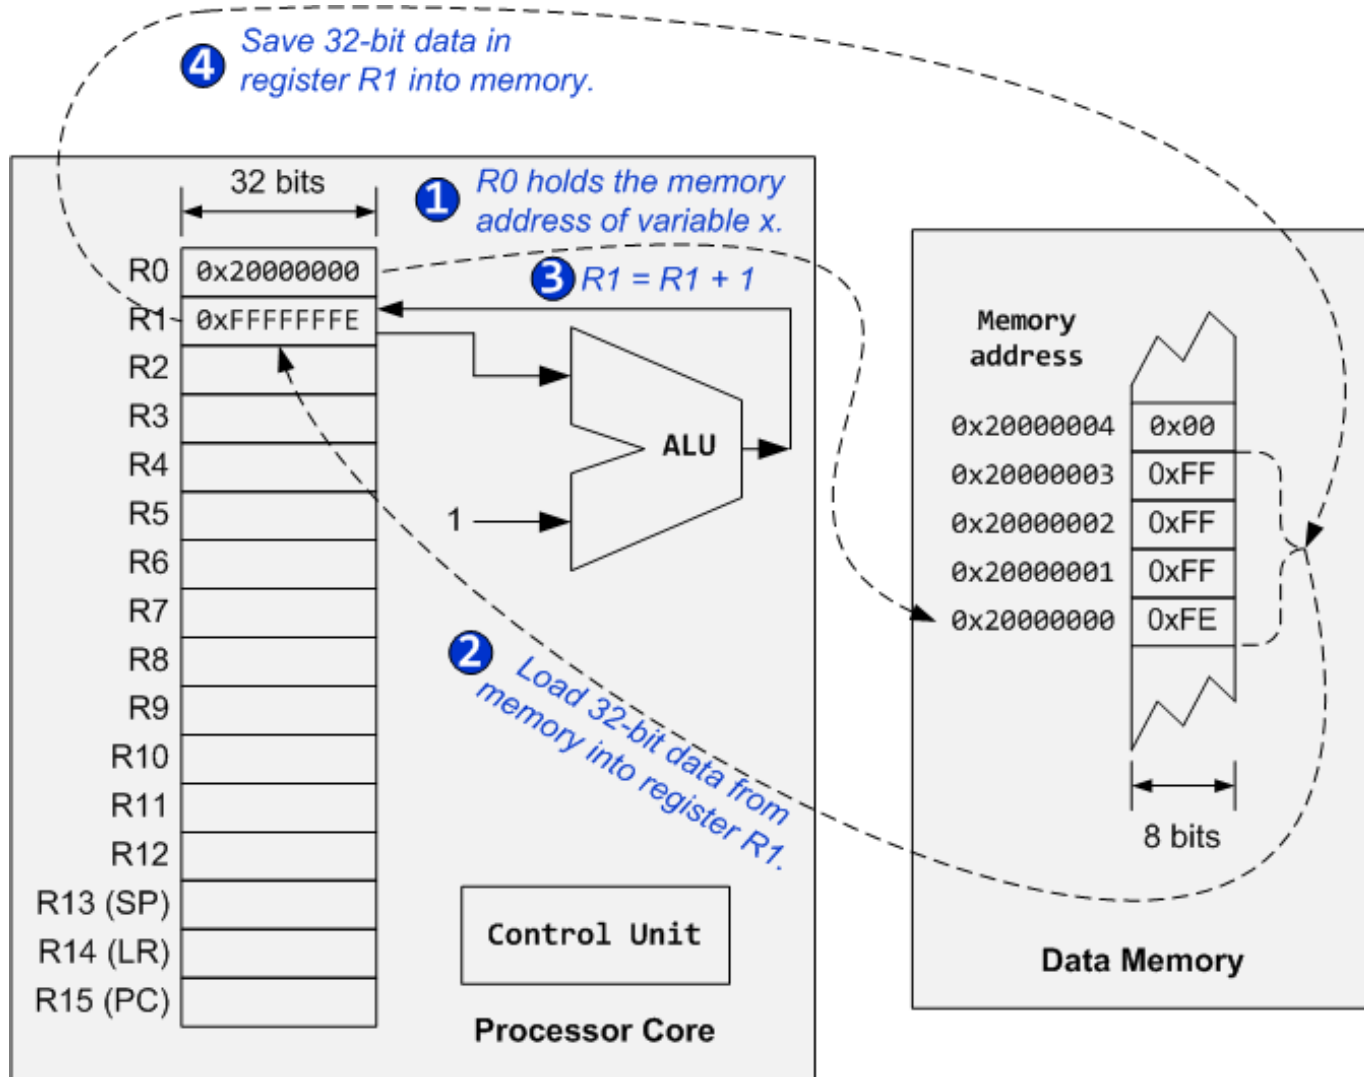 4 Save 32-bit data in
register R1 into memory.
32 bits
1 R0 holds the memory
address of variable x.
R0 0x20000000
3 R1 = R1 + 1
R1 0xFFFFFFFE
R2
R3
R4
R5
R6
R7
R8
R9
R10
R11
R12
R13 (SP)
R14 (LR)
R15 (PC)
ALU
1
2 Load 32-bit data from
memory into register R1.
Control Unit
Processor Core
Memory
address
0x20000004 0x00
0x20000003 0xFF
0x20000002 0xFF
0x20000001 0xFF
0x20000000 0xFE
8 bits
Data Memory